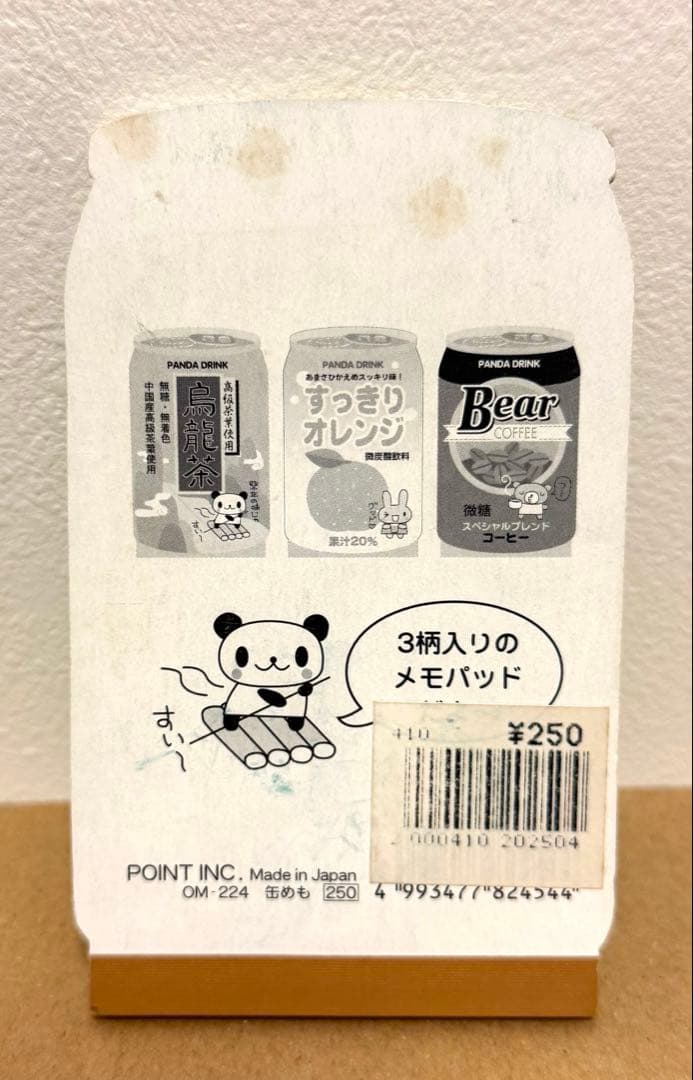 PANDA DRINK
高級茶葉使用
烏龍茶
無糖・無着色
中国産高級茶葉使用
すい〜
PANDA DRINK
あまさひかえめスッキリ味！
すっきり
オレンジ
微炭酸飲料
果汁20%
PANDA DRINK
Bear
COFFEE
微糖
スペシャルブレンド
コーヒー
3柄入りの
メモパッド
すい〜
410 ¥250
000410 202504
POINT INC. Made in Japan
OM-224 缶めも 250
4 993477 824544